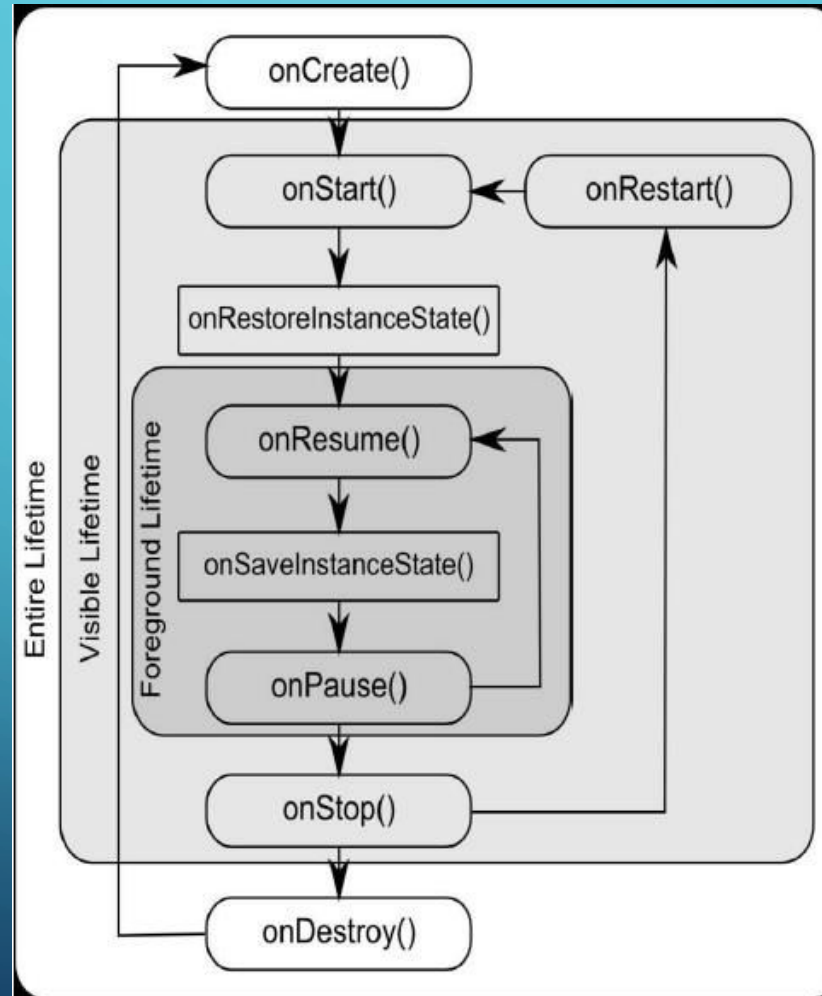 onCreate()
onStart()
onRestart()
onRestoreInstanceState()
onResume()
onSaveInstanceState()
onPause()
onStop()
onDestroy()
Entire Lifetime
Visible Lifetime
Foreground Lifetime